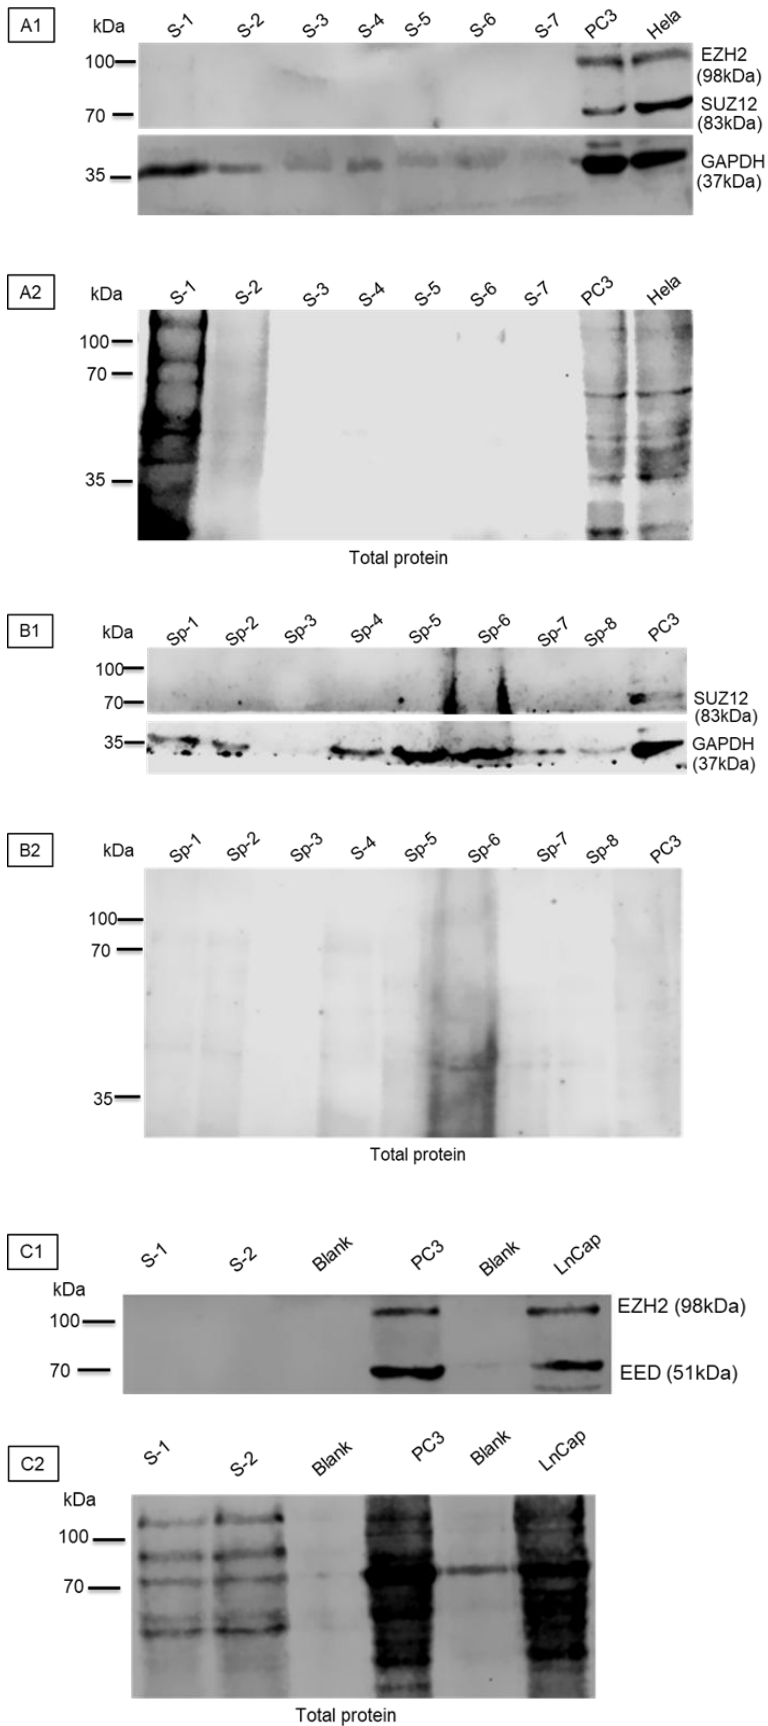 A1
kDa S-1 S-2 S-3 S-4 S-5 S-6 S-7 PC3 Hela
100
70
35
EZH2
(98kDa)
SUZ12
(83kDa)
GAPDH
(37kDa)
A2
kDa S-1 S-2 S-3 S-4 S-5 S-6 S-7 PC3 Hela
100
70
35
Total protein
B1
kDa Sp-1 Sp-2 Sp-3 Sp-4 Sp-5 Sp-6 Sp-7 Sp-8 PC3
100
70
35
SUZ12
(83kDa)
GAPDH
(37kDa)
B2
kDa Sp-1 Sp-2 Sp-3 S-4 Sp-5 Sp-6 Sp-7 Sp-8 PC3
100
70
35
Total protein
C1
S-1 S-2 Blank PC3 Blank LnCap
kDa
100
70
EZH2 (98kDa)
EED (51kDa)
C2
S-1 S-2 Blank PC3 Blank LnCap
kDa
100
70
Total protein